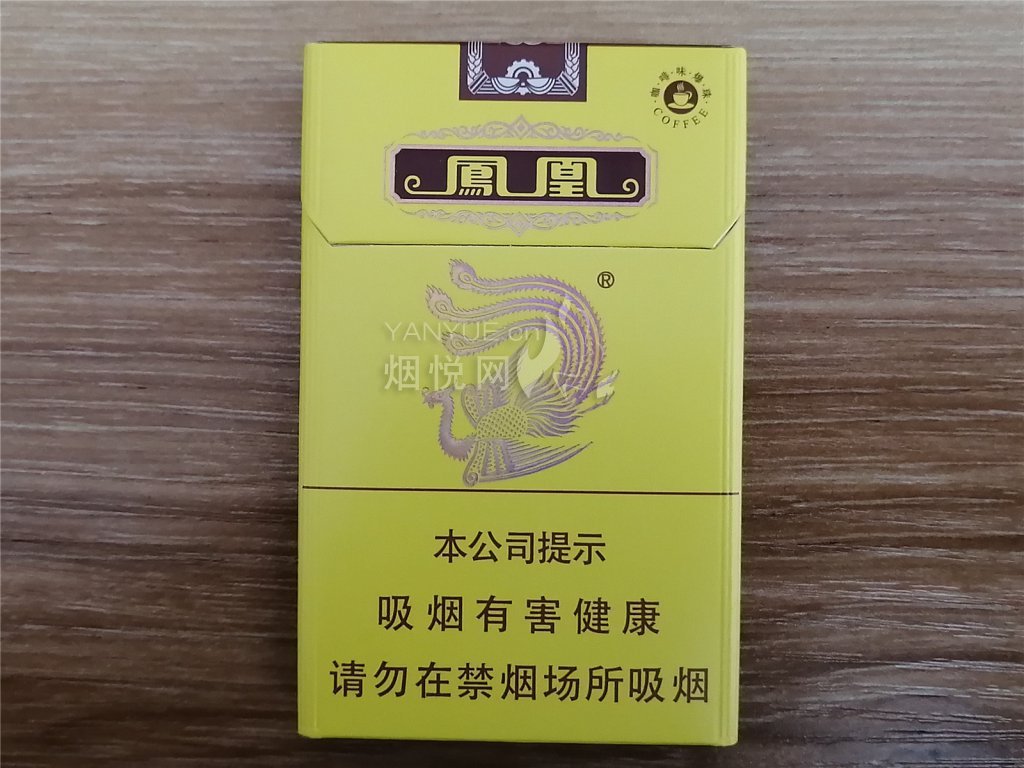 ·咖·啡·味·爆·珠·
COFFEE
鳳凰
®
YANYUE.cn
烟悦网
本公司提示
吸烟有害健康
请勿在禁烟场所吸烟